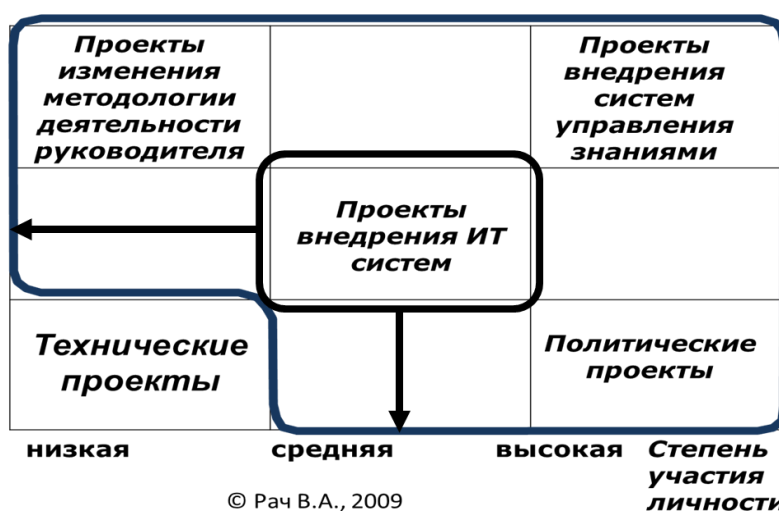 Проекты
изменения
методологии
деятельности
руководителя
Проекты
внедрения
систем
управления
знаниями
Проекты
внедрения ИТ
систем
Технические
проекты
Политические
проекты
низкая
средняя
высокая
Степень
участия
личности
© Рач В.А., 2009